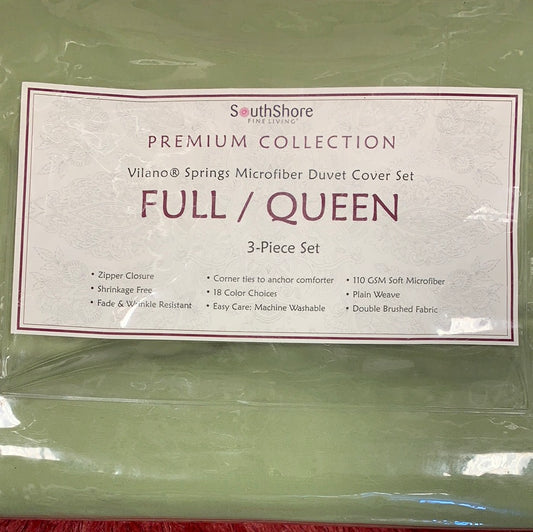 SouthShore
FINE LIVING
PREMIUM COLLECTION
Vilano® Springs Microfiber Duvet Cover Set
FULL / QUEEN
3-Piece Set
• Zipper Closure
• Shrinkage Free
• Fade & Wrinkle Resistant
• Corner ties to anchor comforter
• 18 Color Choices
• Easy Care: Machine Washable
• 110 GSM Soft Microfiber
• Plain Weave
• Double Brushed Fabric